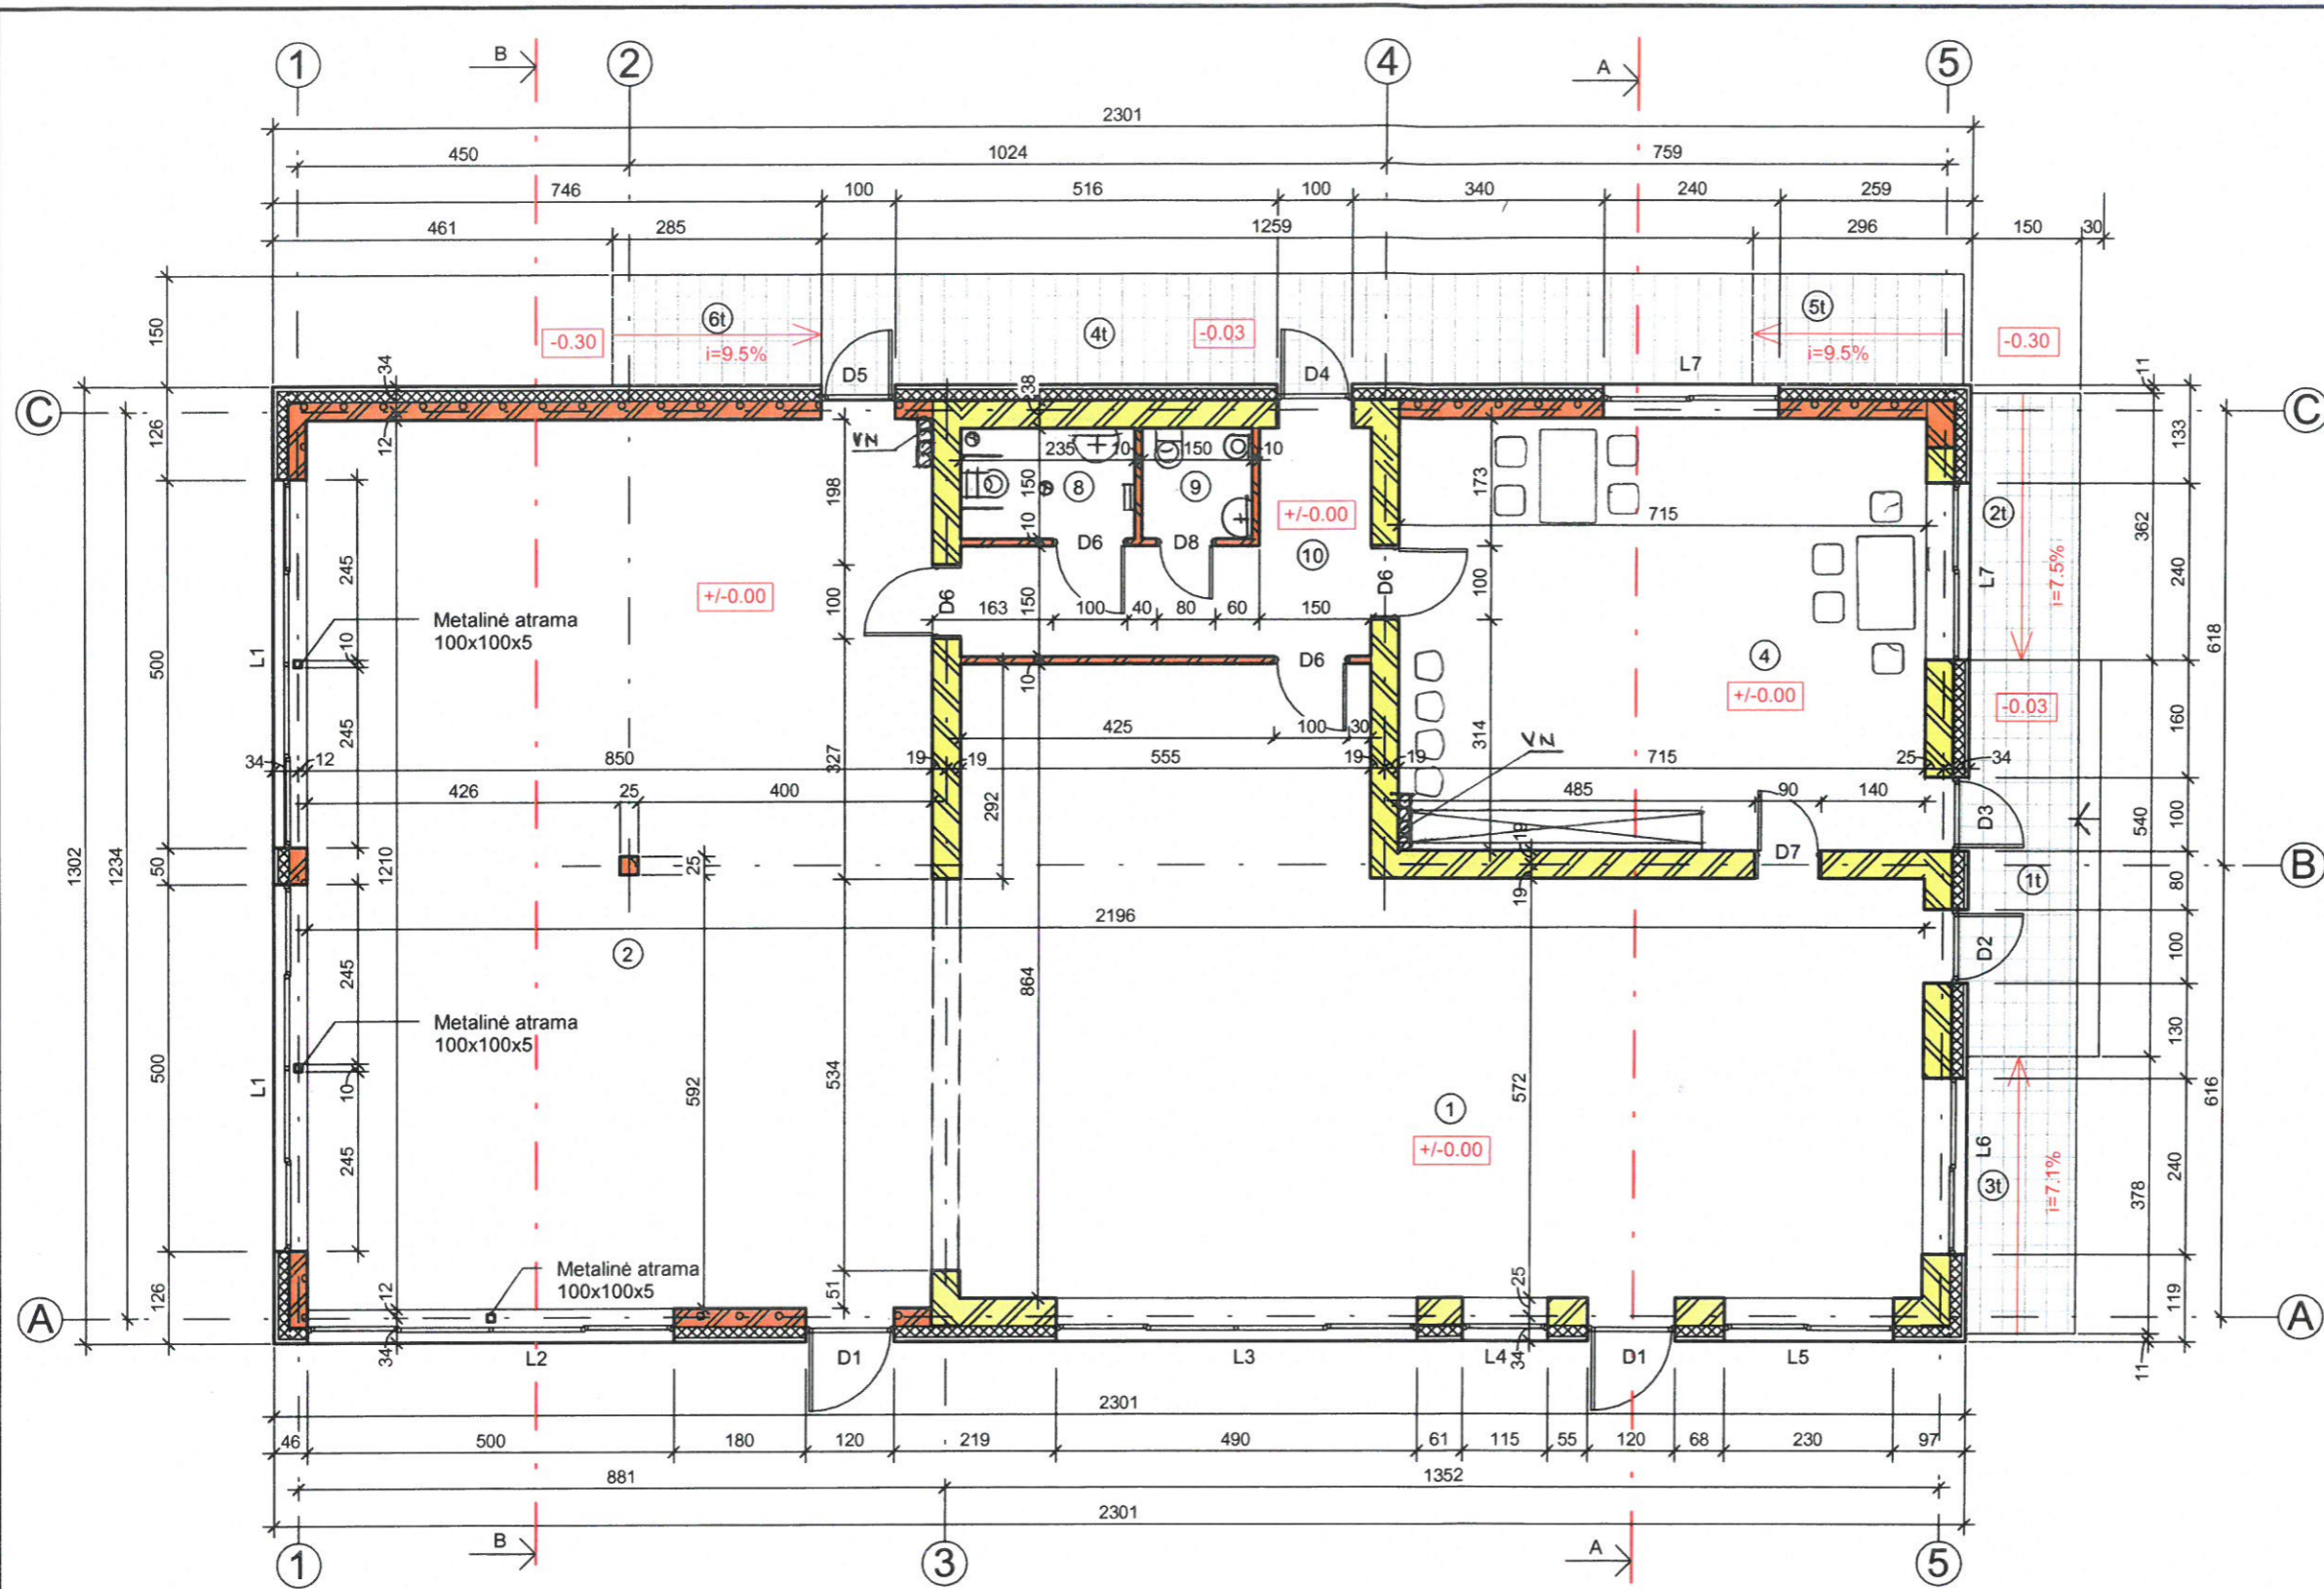 1 B 2 4 A 5
2301
450 1024 759
746 100 516 100 340 240 259
461 285 1259 296 150 30
6t 4t -0.03 5t
-0.30 i=9.5% i=9.5% -0.30
150 34 D5 38 D4 L7 11
C C
126 12 VN 235 10 150 10 133
198 150 8 9 173 715 2t 362
+/-0.00
245 10 D6 D8 10 L7 240
+/-0.00 100 D6 D6 100 i=7.5%
163 150 100 40 80 60 150
Metalinė atrama
100x100x5
L1 10 500 D6 4 618
10 +/-0.00 -0.03
245 425 100 30 314 VN 160
34 12 850 327 19 19 555 19 19 715 25 34
426 25 400 292 485 90 140
1302 1234 50 1210 25 19 D7 D3 100 540
B
19 1t 80
2196
2 D2 100
245 864
Metalinė atrama
100x100x5
500 534 130
L1 10 592 572 1 616
+/-0.00
245 L6 240 i=7.1%
3t 378
126 12 Metalinė atrama
100x100x5
51 25 119
A A
34 L2 D1 L3 L4 34 D1 L5 11
2301
46 500 180 120 219 490 61 115 55 120 68 230 97
881 1352
2301
1 B 3 A 5